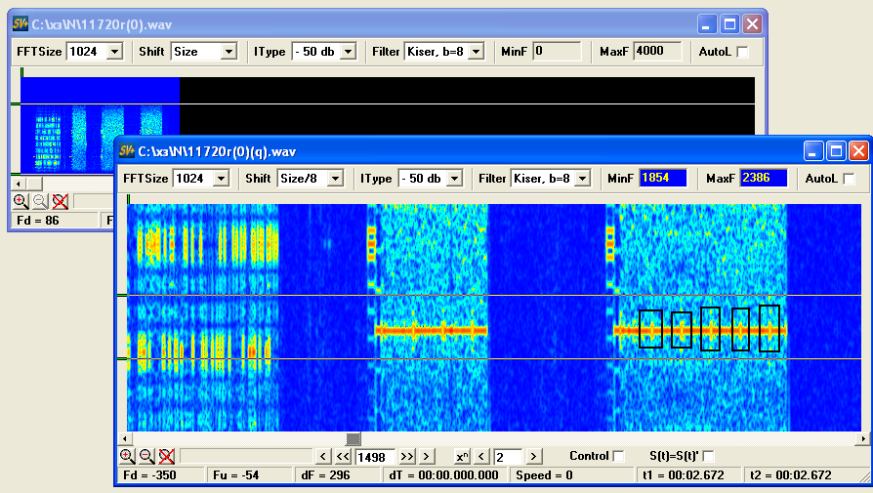 SV+ C:\хз\N\11720r(0).wav
FFTSize 1024 Shift Size IType - 50 db Filter Kiser, b=8 MinF 0 MaxF 4000 AutoL
SV+ C:\хз\N\11720r(0)(q).wav
FFTSize 1024 Shift Size/8 IType - 50 db Filter Kiser, b=8 MinF 1854 MaxF 2386 AutoL
Fd = 86 F
< << 1498 >> > xⁿ < 2 > Control S(t)=S(t)'
Fd = -350 Fu = -54 dF = 296 dT = 00:00.000.000 Speed = 0 t1 = 00:02.672 t2 = 00:02.672